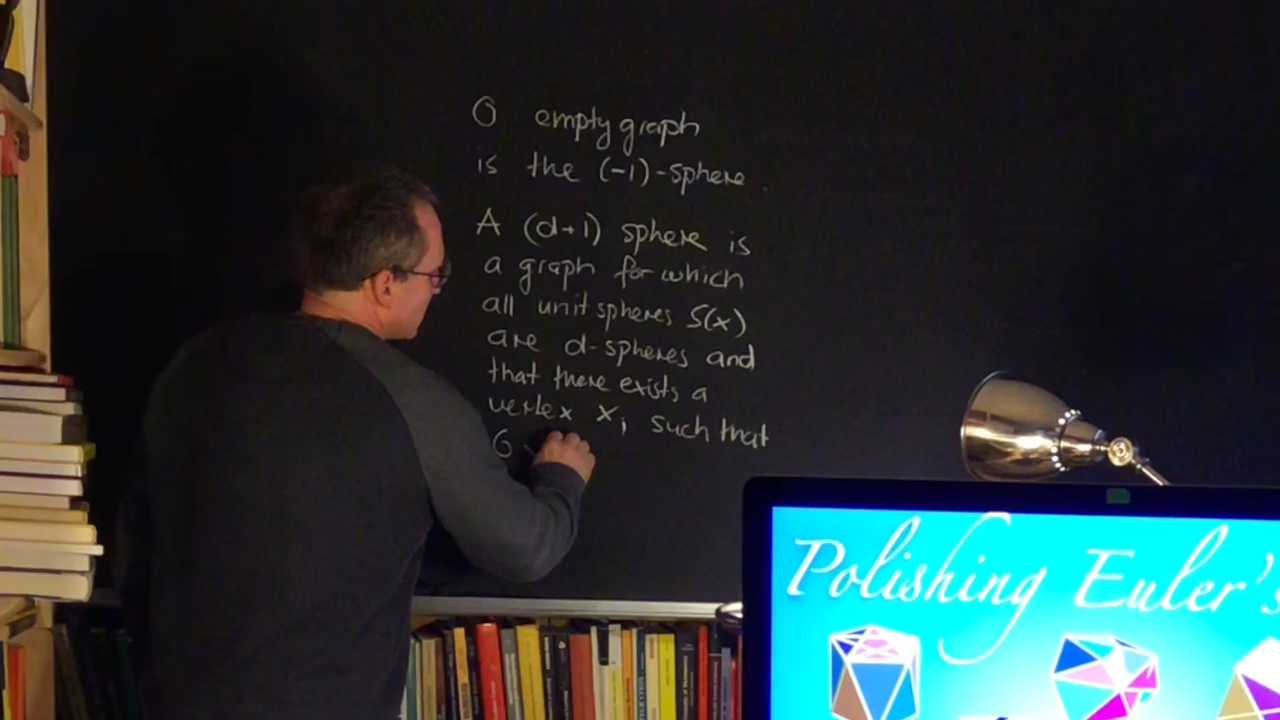 O empty graph
is the (-1)-sphere.
A (d+1) sphere is
a graph for which
all unit spheres S(x)
are d-spheres and
that there exists a
vertex x, such that
G
Polishing Euler's